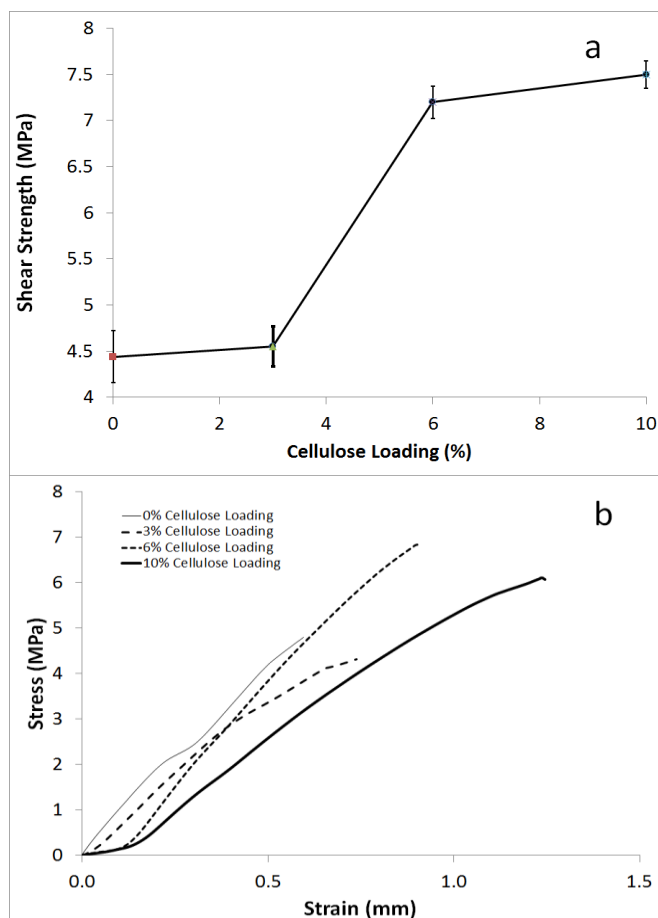 a
8
7.5
7
6.5
6
5.5
5
4.5
4
Shear Strength (MPa)
0
2
4
6
8
10
Cellulose Loading (%)
b
8
7
6
5
4
3
2
1
0
Stress (MPa)
0% Cellulose Loading
3% Cellulose Loading
6% Cellulose Loading
10% Cellulose Loading
0.0
0.5
1.0
1.5
Strain (mm)